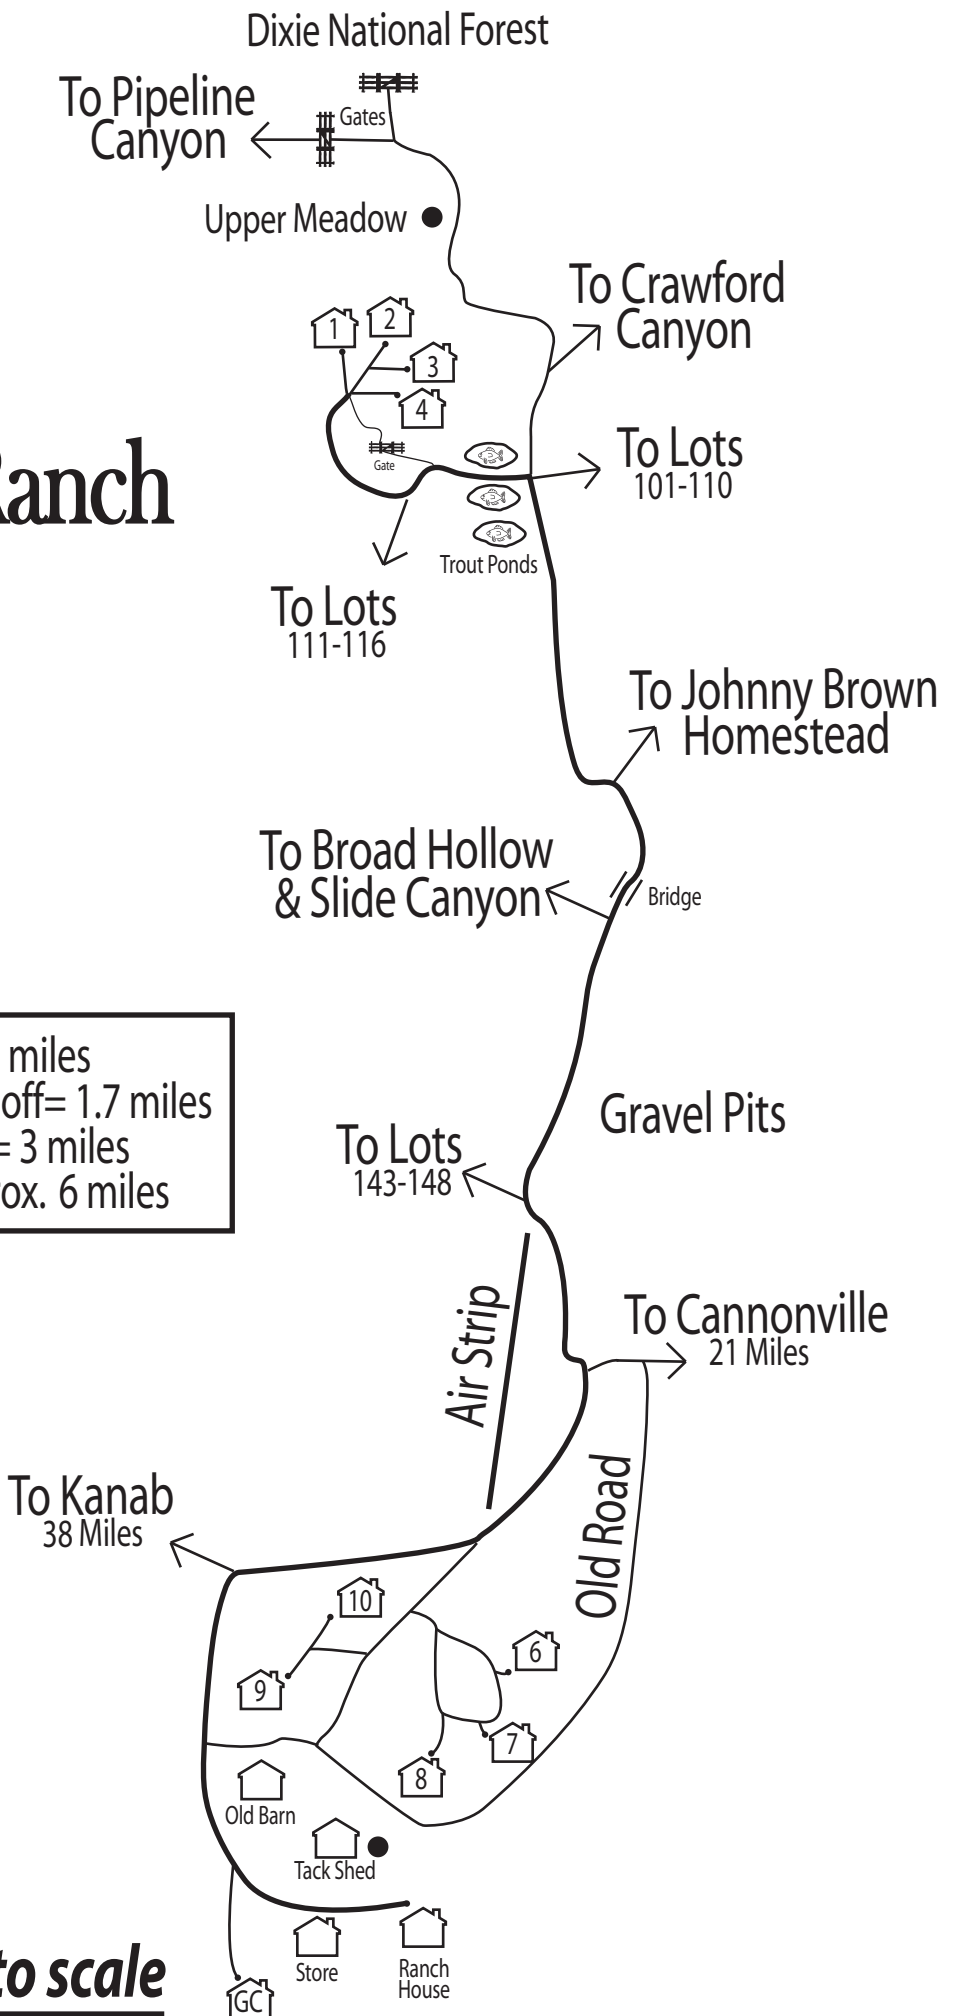 Dixie National Forest
To Pipeline
Canyon
Gates
Upper Meadow
To Crawford
Canyon
1
2
3
4
Gate
To Lots
101-110
Ranch
Trout Ponds
To Lots
111-116
To Johnny Brown
Homestead
To Broad Hollow
& Slide Canyon
Bridge
miles
off= 1.7 miles
= 3 miles
ox. 6 miles
Gravel Pits
To Lots
143-148
Air Strip
To Cannonville
21 Miles
Old Road
To Kanab
38 Miles
10
9
6
7
8
Old Barn
Tack Shed
Store
Ranch
House
GC
to scale